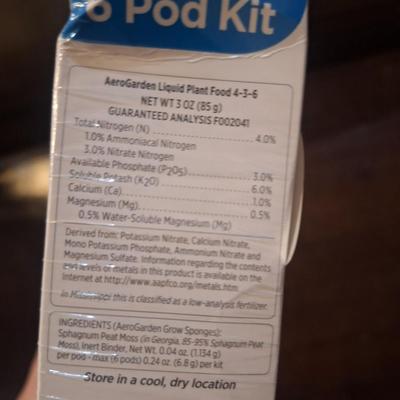 6 Pod Kit
AeroGarden Liquid Plant Food 4-3-6
NET WT 3 OZ (85 g)
GUARANTEED ANALYSIS F002041
Total Nitrogen (N) 4.0%
1.0% Ammoniacal Nitrogen
3.0% Nitrate Nitrogen
Available Phosphate (P2O5) 3.0%
Soluble Potash (K2O) 6.0%
Calcium (Ca) 1.0%
Magnesium (Mg) 0.5%
0.5% Water-Soluble Magnesium (Mg)
Derived from: Potassium Nitrate, Calcium Nitrate,
Mono Potassium Phosphate, Ammonium Nitrate and
Magnesium Sulfate. Information regarding the contents
and levels of metals in this product is available on the
Internet at http://www.aapfco.org/metals.htm
In Mississippi this is classified as a low-analysis fertilizer.
INGREDIENTS (AeroGarden Grow Sponges):
Sphagnum Peat Moss (in Georgia, 85-95% Sphagnum Peat
Moss), Inert Binder, Net Wt. 0.04 oz. (1.134 g)
per pod - max (6 pods) 0.24 oz. (6.8 g) per kit
Store in a cool, dry location